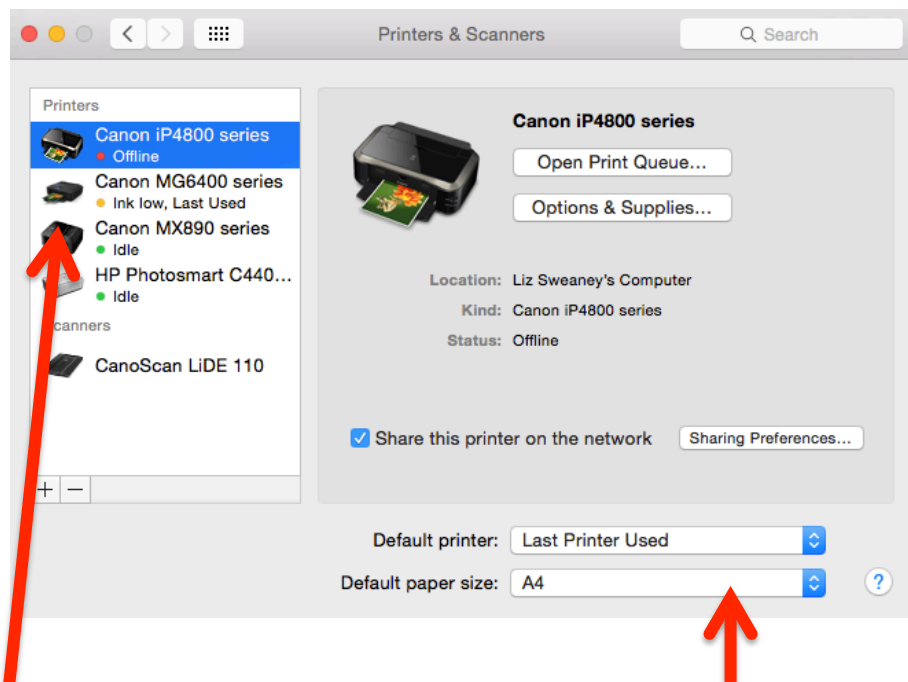 Printers & Scanners
Search
Printers
Canon iP4800 series
Offline
Canon MG6400 series
Ink low, Last Used
Canon MX890 series
Idle
HP Photosmart C440...
Idle
canners
CanoScan LiDE 110
+ −
Canon iP4800 series
Open Print Queue...
Options & Supplies...
Location: Liz Sweaney's Computer
Kind: Canon iP4800 series
Status: Offline
Share this printer on the network
Sharing Preferences...
Default printer: Last Printer Used
Default paper size: A4
?